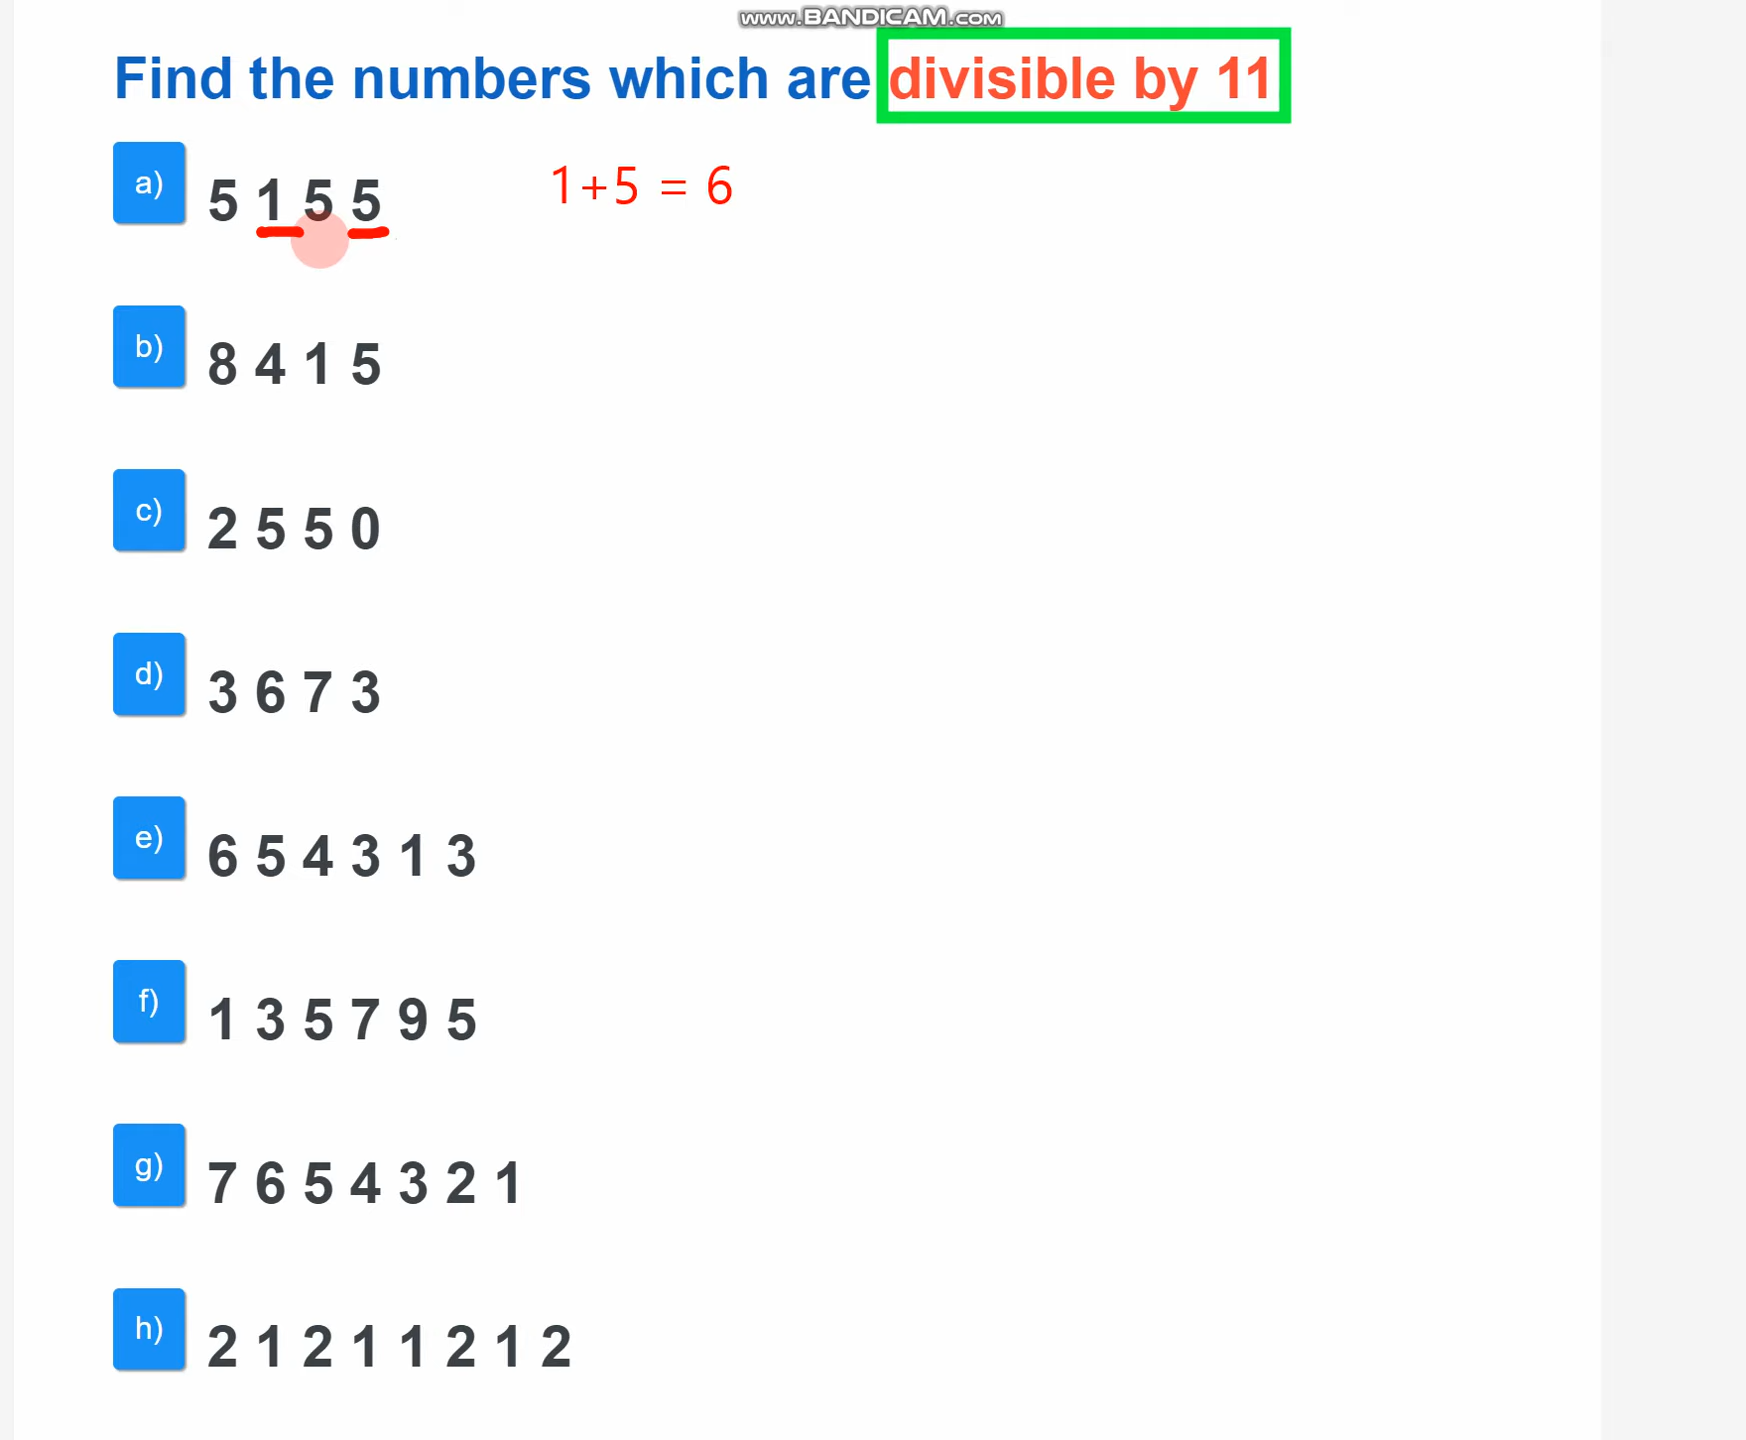 www.BANDICAM.com
Find the numbers which are divisible by 11
a) 5 1 5 5 1+5 = 6
b) 8 4 1 5
c) 2 5 5 0
d) 3 6 7 3
e) 6 5 4 3 1 3
f) 1 3 5 7 9 5
g) 7 6 5 4 3 2 1
h) 2 1 2 1 1 2 1 2